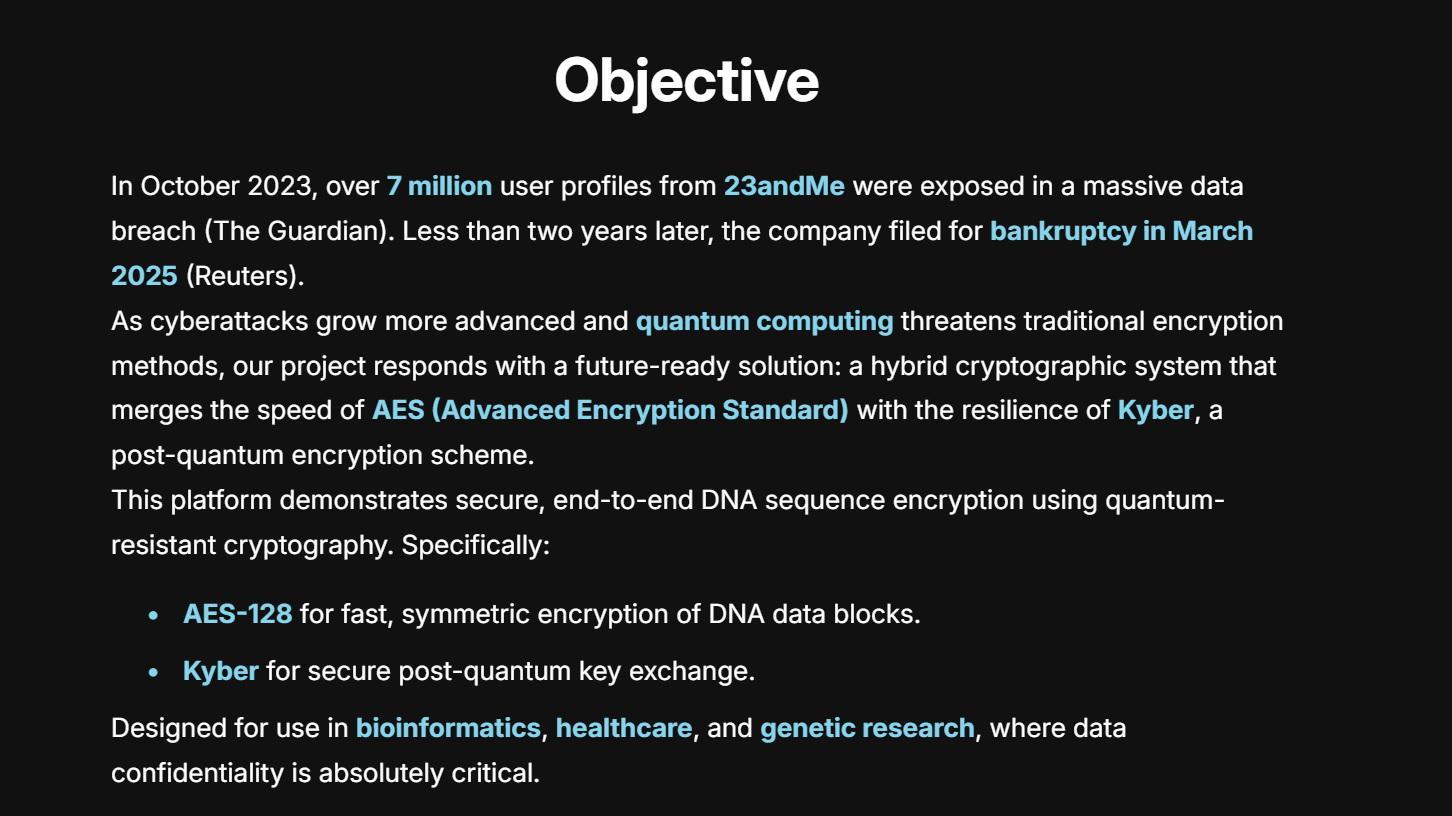 Objective
In October 2023, over 7 million user profiles from 23andMe were exposed in a massive data
breach (The Guardian). Less than two years later, the company filed for bankruptcy in March
2025 (Reuters).
As cyberattacks grow more advanced and quantum computing threatens traditional encryption
methods, our project responds with a future-ready solution: a hybrid cryptographic system that
merges the speed of AES (Advanced Encryption Standard) with the resilience of Kyber, a
post-quantum encryption scheme.
This platform demonstrates secure, end-to-end DNA sequence encryption using quantum-
resistant cryptography. Specifically:
• AES-128 for fast, symmetric encryption of DNA data blocks.
• Kyber for secure post-quantum key exchange.
Designed for use in bioinformatics, healthcare, and genetic research, where data
confidentiality is absolutely critical.